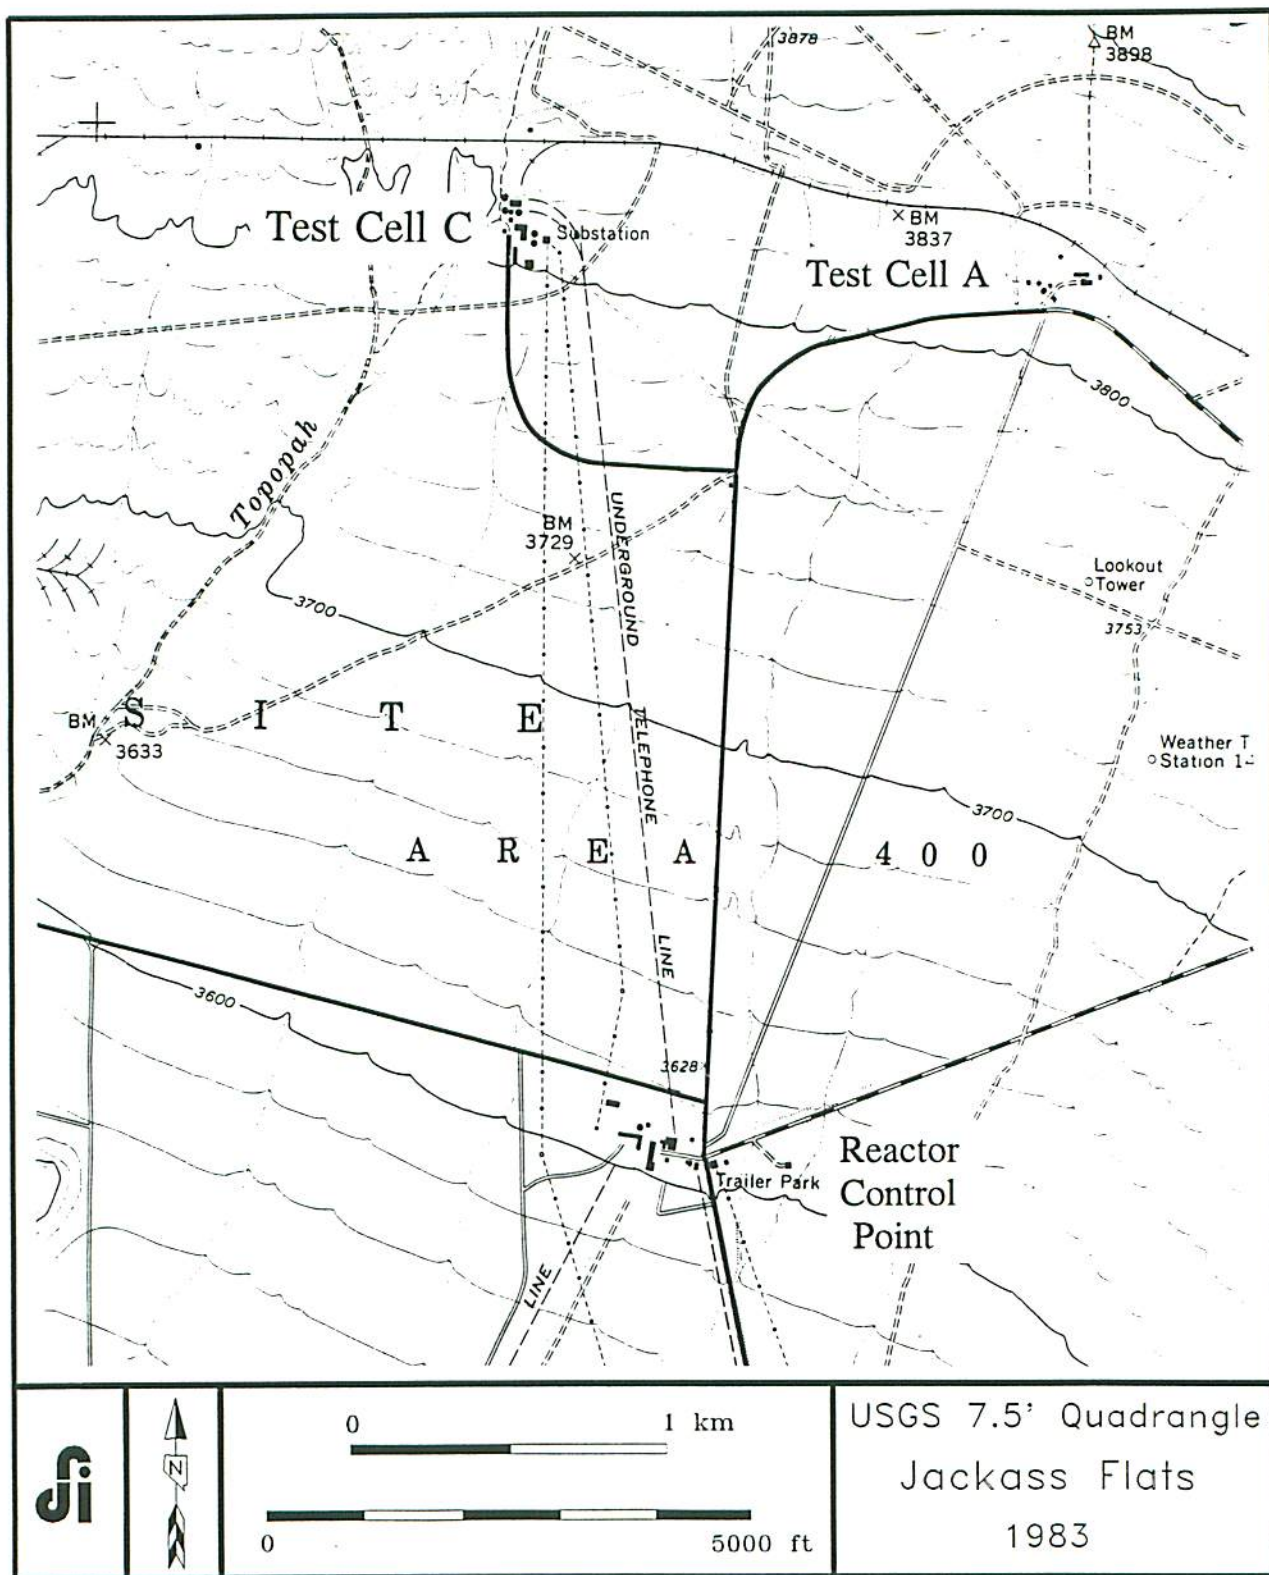 3878
BM
3898
Test Cell C
Substation
BM
3837
Test Cell A
3800
Topopah
UNDERGROUND
BM
3729
Lookout
Tower
3753
3700
BM
3633
S I T E
TELEPHONE
Weather T
Station 1-
3700
A R E A 4 0 0
LINE
3600
3628
Reactor
Control
Point
Trailer Park
LINE
dri
N
0 1 km
0 5000 ft
USGS 7.5' Quadrangle
Jackass Flats
1983